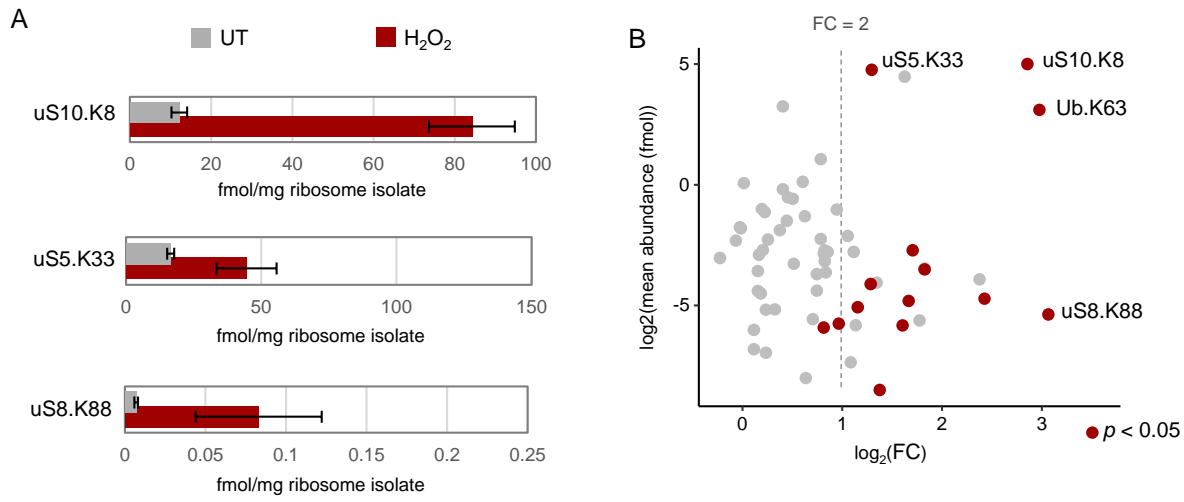 A
UT
H₂O₂
uS10.K8
0 20 40 60 80 100
fmol/mg ribosome isolate
uS5.K33
0 50 100 150
fmol/mg ribosome isolate
uS8.K88
0 0.05 0.1 0.15 0.2 0.25
fmol/mg ribosome isolate
B
FC = 2
log2(mean abundance (fmol))
5
0
-5
uS5.K33
uS10.K8
Ub.K63
uS8.K88
0 1 2 3
log₂(FC)
p < 0.05